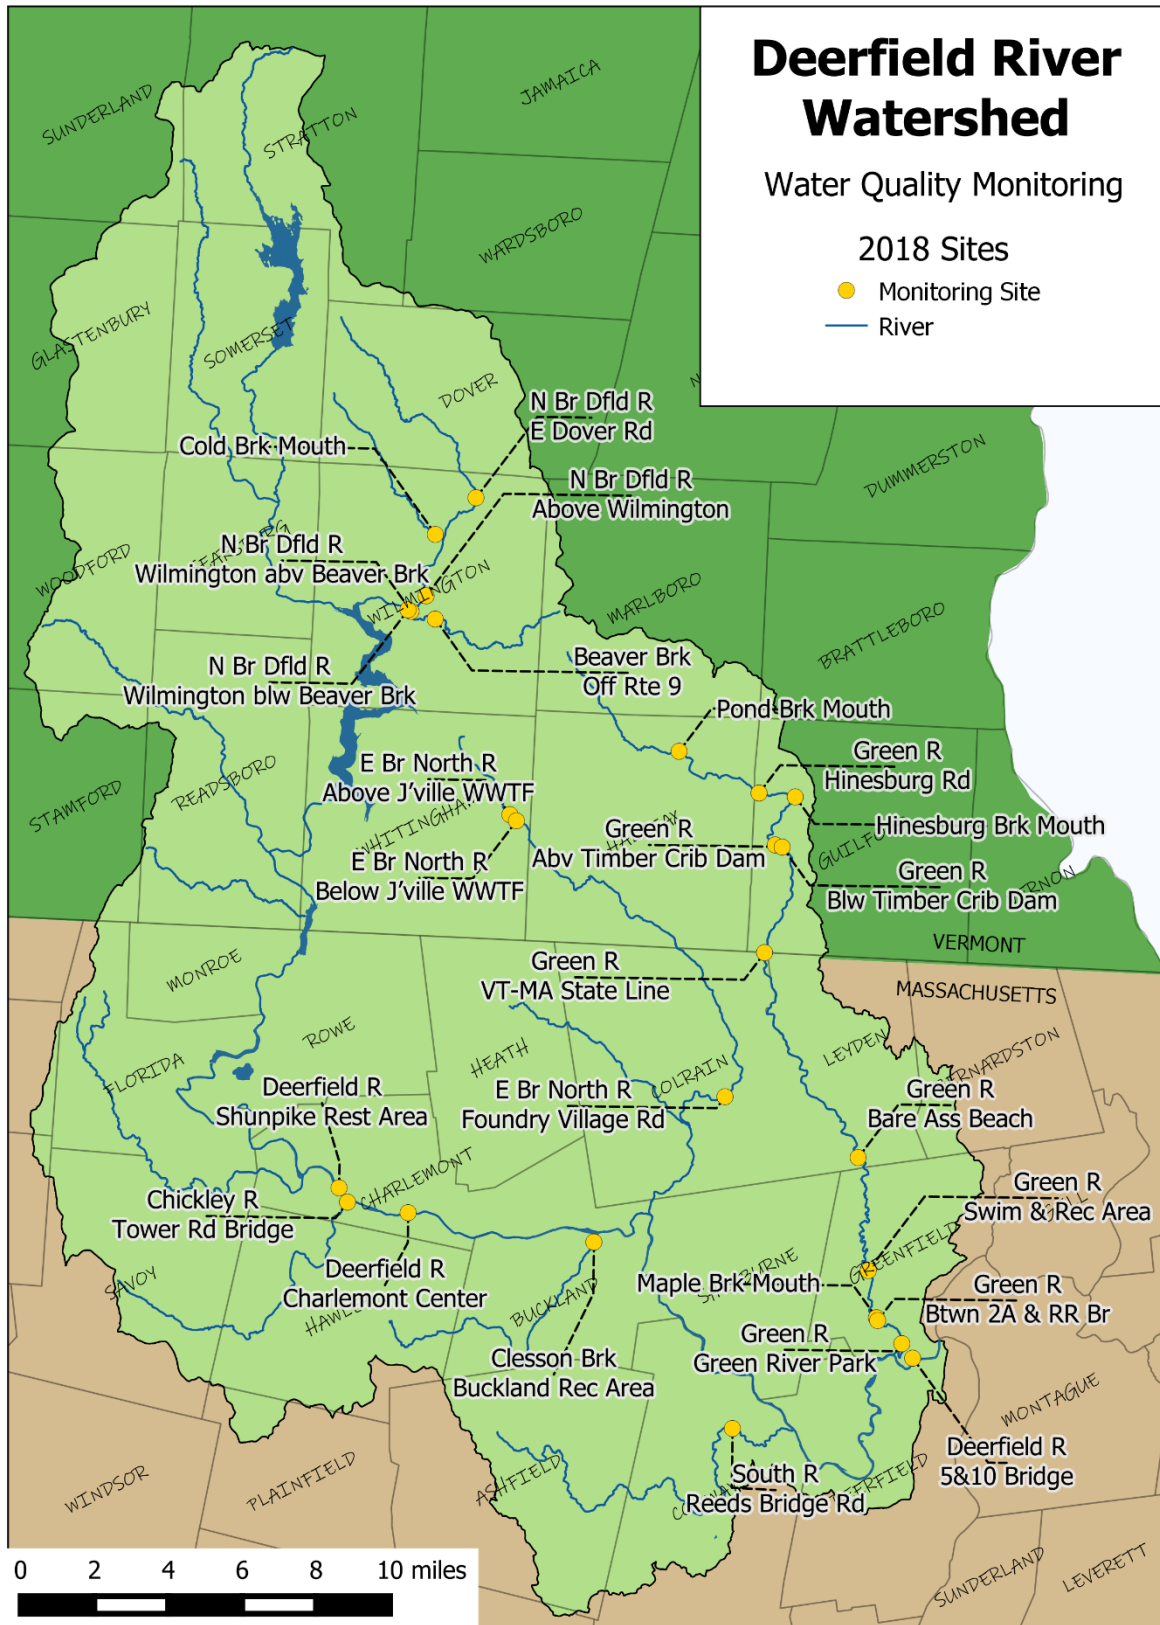 Deerfield River
Watershed
Water Quality Monitoring
2018 Sites
Monitoring Site
River
SUNDERLAND
STRATTON
JAMAICA
WARDSBORO
GLASTENBURY
SOMERSET
DOVER
N Br Dfld R
E Dover Rd
Cold Brk Mouth
N Br Dfld R
Above Wilmington
DUMMERSTON
WOODFORD
N Br Dfld R
Wilmington abv Beaver Brk
WILMINGTON
MARLBORO
BRATTLEBORO
N Br Dfld R
Wilmington blw Beaver Brk
Beaver Brk
Off Rte 9
Pond Brk Mouth
STAMFORD
READSBORO
E Br North R
Above J'ville WWTF
Green R
Hinesburg Rd
Hinesburg Brk Mouth
Green R
Abv Timber Crib Dam
E Br North R
Below J'ville WWTF
Green R
Blw Timber Crib Dam
VERMONT
MASSACHUSETTS
MONROE
Green R
VT-MA State Line
ROWE
HEATH
LEYDEN
FLORIDA
Deerfield R
Shunpike Rest Area
E Br North R
Foundry Village Rd
Green R
Bare Ass Beach
CHARLEMONT
Chickley R
Tower Rd Bridge
Green R
Swim & Rec Area
SAVOY
Deerfield R
Charlemont Center
BUCKLAND
Maple Brk Mouth
GREENFIELD
Green R
Btwn 2A & RR Br
Green R
Green River Park
Clesson Brk
Buckland Rec Area
MONTAGUE
WINDSOR
PLAINFIELD
ASHFIELD
South R
Reeds Bridge Rd
Deerfield R
5&10 Bridge
SUNDERLAND
LEVERETT
0 2 4 6 8 10 miles